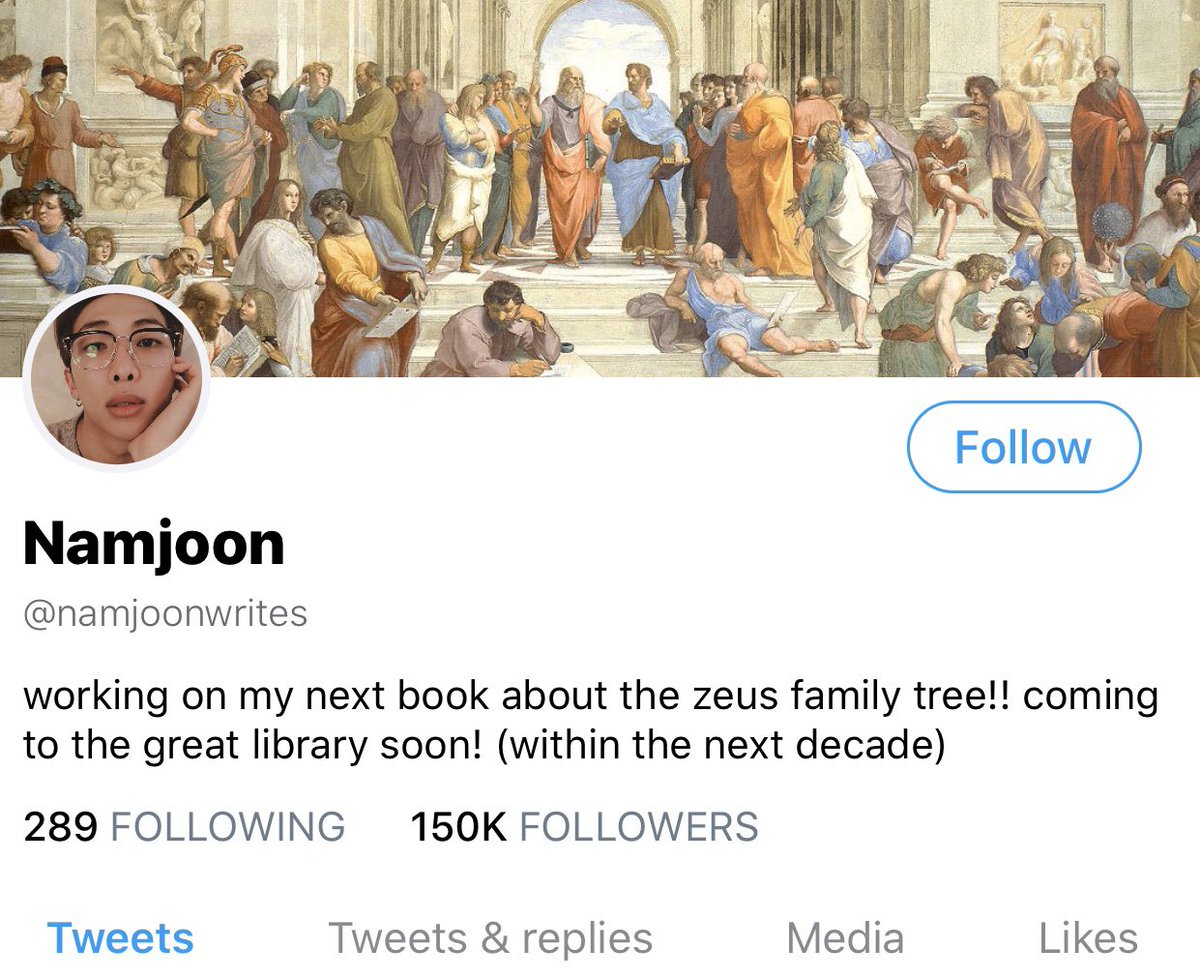 Follow
Namjoon
@namjoonwrites
working on my next book about the zeus family tree!! coming
to the great library soon! (within the next decade)
289 FOLLOWING 150K FOLLOWERS
Tweets Tweets & replies Media Likes